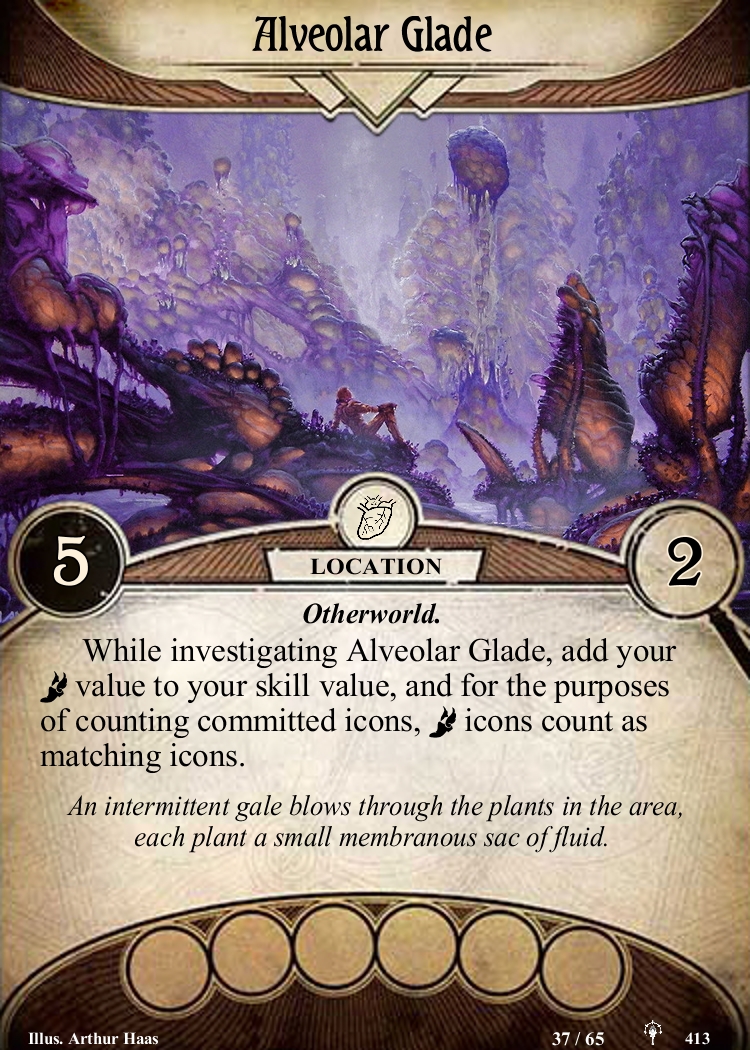 Alveolar Glade
5
LOCATION
2
Otherworld.
While investigating Alveolar Glade, add your
value to your skill value, and for the purposes
of counting committed icons, icons count as
matching icons.
An intermittent gale blows through the plants in the area,
each plant a small membranous sac of fluid.
Illus. Arthur Haas
37 / 65
413